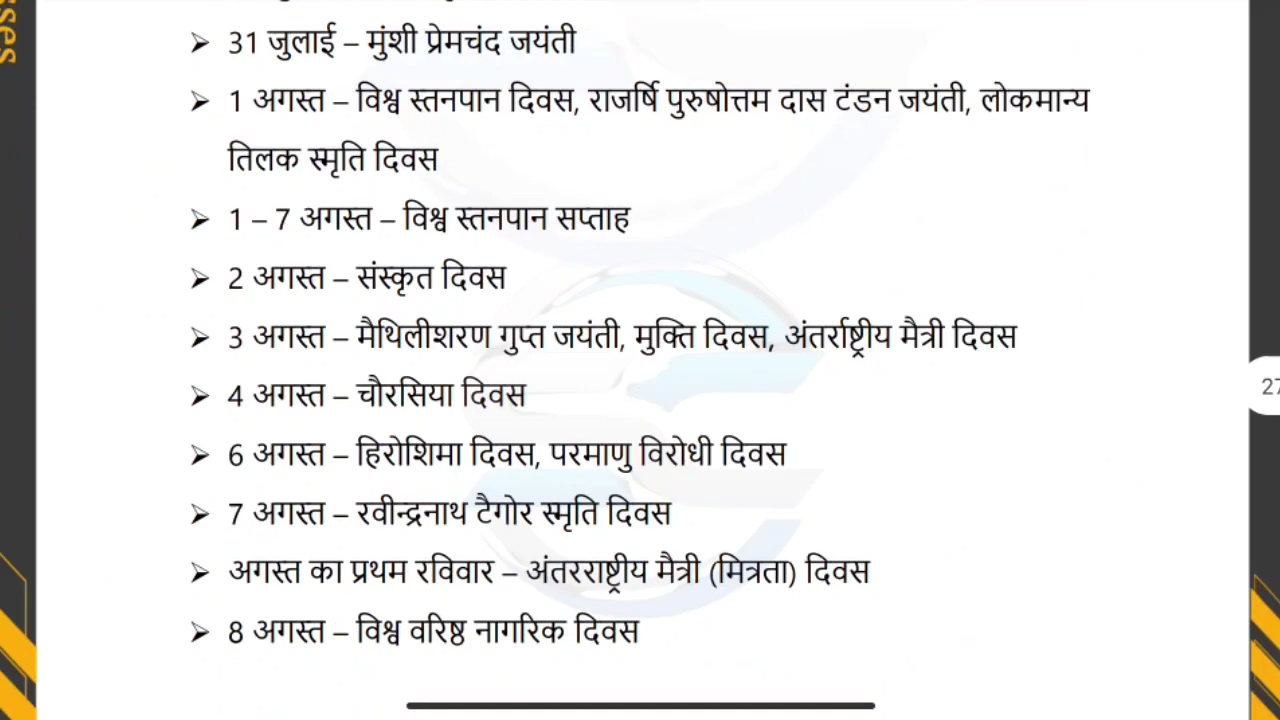 sses
➢ 31 जुलाई – मुंशी प्रेमचंद जयंती
➢ 1 अगस्त – विश्व स्तनपान दिवस, राजर्षि पुरुषोत्तम दास टंडन जयंती, लोकमान्य
तिलक स्मृति दिवस
➢ 1 – 7 अगस्त – विश्व स्तनपान सप्ताह
➢ 2 अगस्त – संस्कृत दिवस
➢ 3 अगस्त – मैथिलीशरण गुप्त जयंती, मुक्ति दिवस, अंतर्राष्ट्रीय मैत्री दिवस
➢ 4 अगस्त – चौरसिया दिवस
➢ 6 अगस्त – हिरोशिमा दिवस, परमाणु विरोधी दिवस
➢ 7 अगस्त – रवीन्द्रनाथ टैगोर स्मृति दिवस
➢ अगस्त का प्रथम रविवार – अंतरराष्ट्रीय मैत्री (मित्रता) दिवस
➢ 8 अगस्त – विश्व वरिष्ठ नागरिक दिवस
27